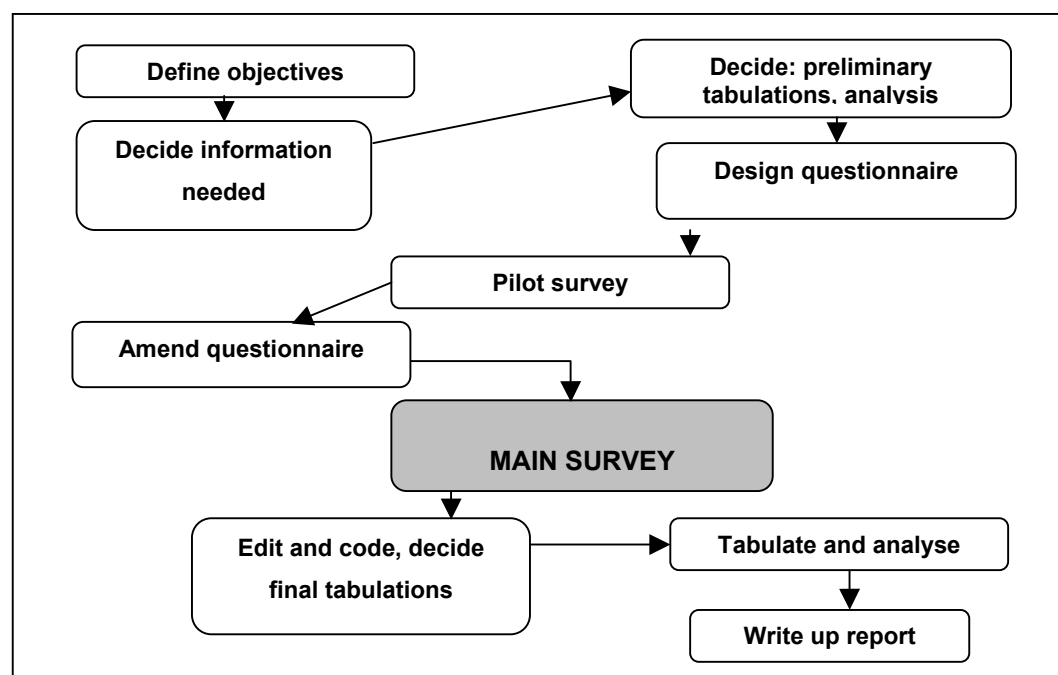 Define objectives
Decide information
needed
Decide: preliminary
tabulations, analysis
Design questionnaire
Pilot survey
Amend questionnaire
MAIN SURVEY
Edit and code, decide
final tabulations
Tabulate and analyse
Write up report